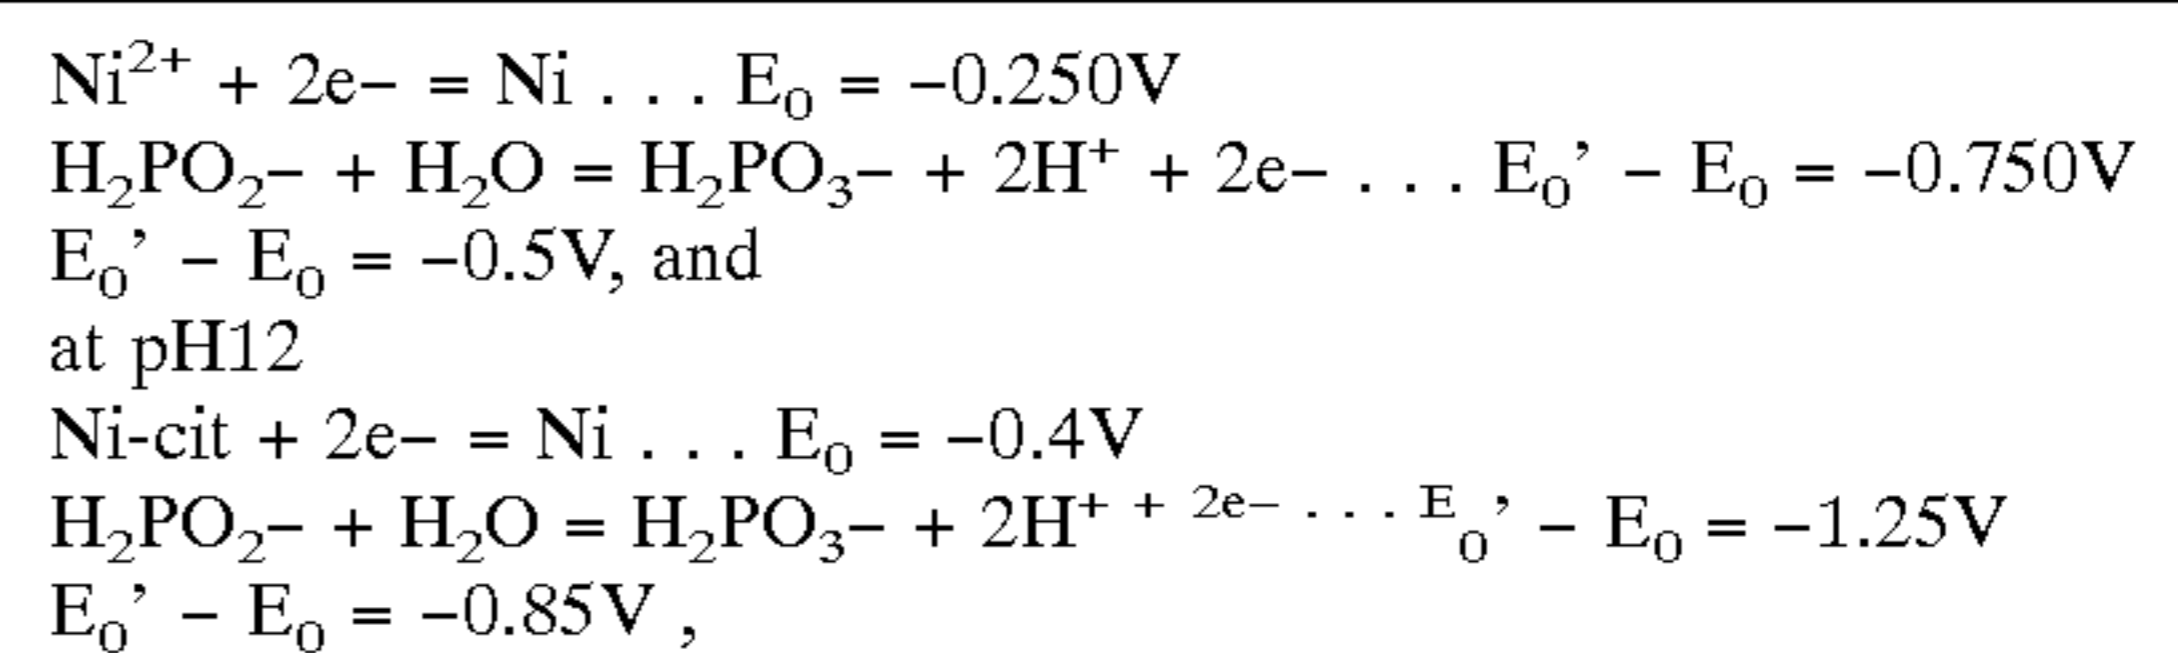 Ni²⁺ + 2e− = Ni . . . E₀ = −0.250V
H₂PO₂− + H₂O = H₂PO₃− + 2H⁺ + 2e− . . . E₀’ − E₀ = −0.750V
E₀’ − E₀ = −0.5V, and
at pH12
Ni-cit + 2e− = Ni . . . E₀ = −0.4V
H₂PO₂− + H₂O = H₂PO₃− + 2H⁺ ⁺ ²ᵉ⁻ ˙ ˙ ˙ ᴱ₀’ − E₀ = −1.25V
E₀’ − E₀ = −0.85V ,